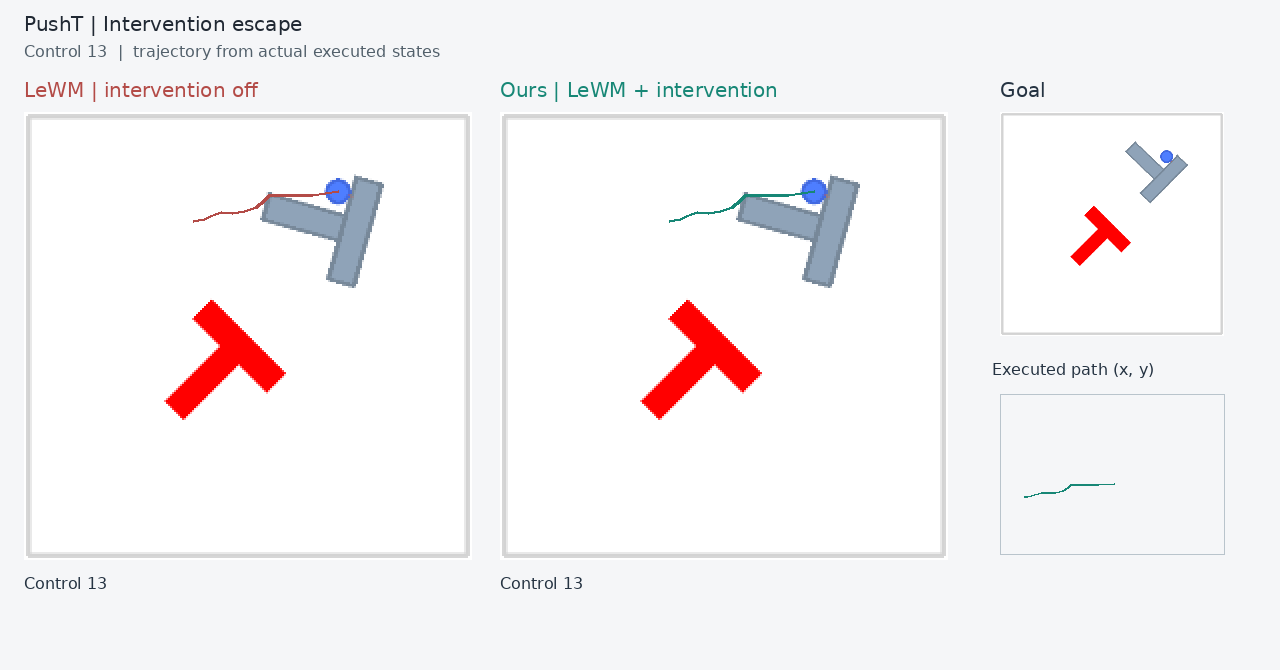 PushT | Intervention escape
Control 13  |  trajectory from actual executed states
LeWM | intervention off
Ours | LeWM + intervention
Goal
Executed path (x, y)
Control 13
Control 13